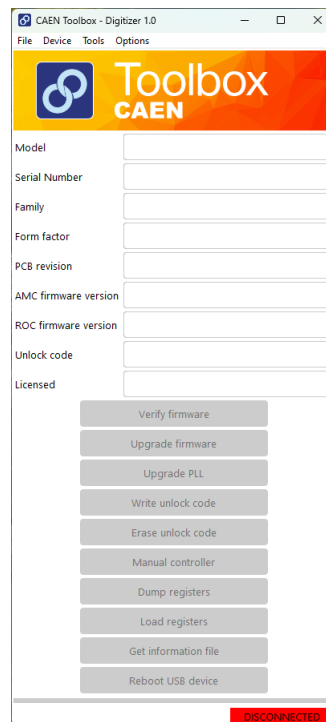 CAEN Toolbox - Digitizer 1.0
File Device Tools Options
Toolbox
CAEN
Model
Serial Number
Family
Form factor
PCB revision
AMC firmware version
ROC firmware version
Unlock code
Licensed
Verify firmware
Upgrade firmware
Upgrade PLL
Write unlock code
Erase unlock code
Manual controller
Dump registers
Load registers
Get information file
Reboot USB device
DISCONNECTED